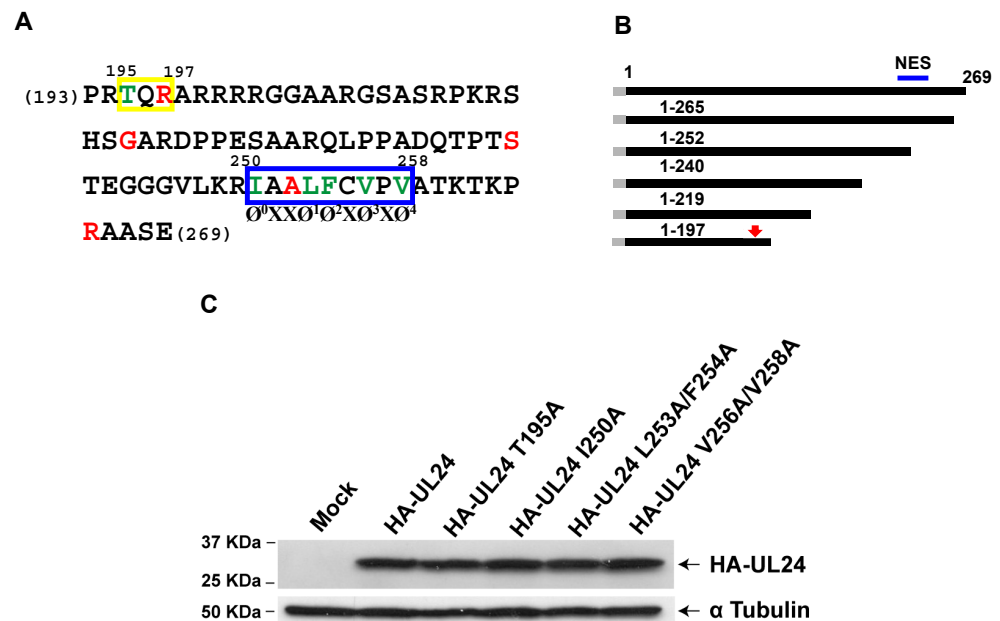 A
195 197
(193)PRTQRARRRRGGAARGSASRPKRS
HSGARDPPESAARQLPPADQTPTS
250 258
TEGGGVLKRIAALFCVPVATKTKP
Ø⁰XXØ¹Ø²XØ³XØ⁴
RAASE(269)
B
NES
1 269
1-265
1-252
1-240
1-219
1-197
C
Mock
HA-UL24
HA-UL24 T195A
HA-UL24 I250A
HA-UL24 L253A/F254A
HA-UL24 V256A/V258A
37 KDa –
25 KDa –
← HA-UL24
50 KDa –
← α Tubulin